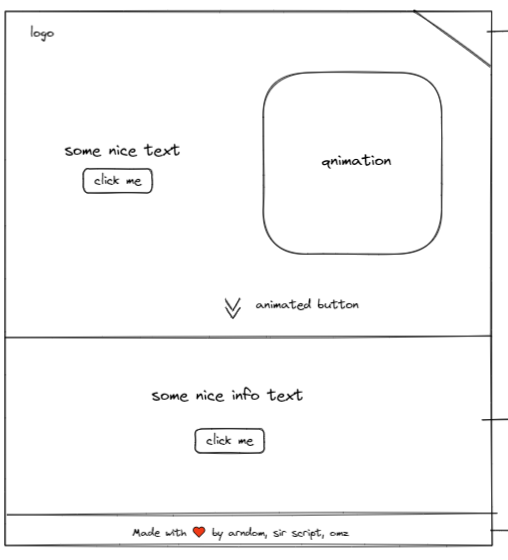 logo
some nice text
click me
qnimation
animated button
some nice info text
click me
Made with ❤️ by arndom, sir script, omz